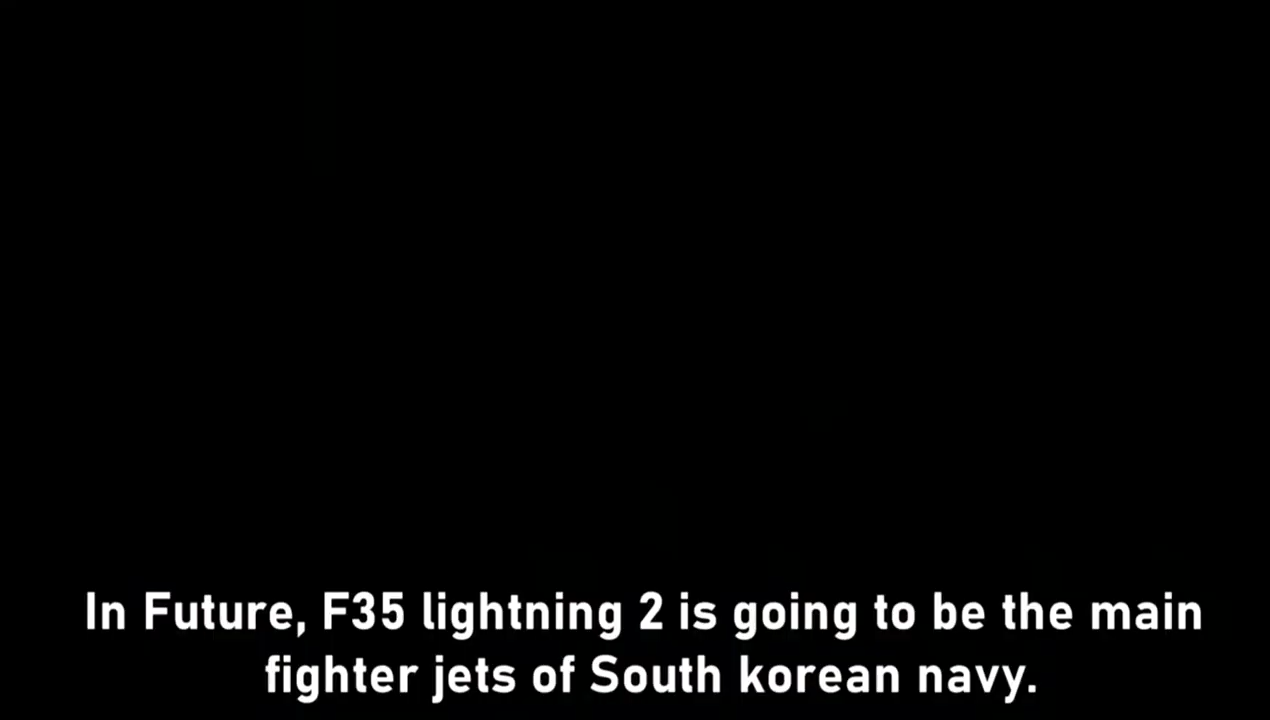 In Future, F35 lightning 2 is going to be the main
fighter jets of South korean navy.